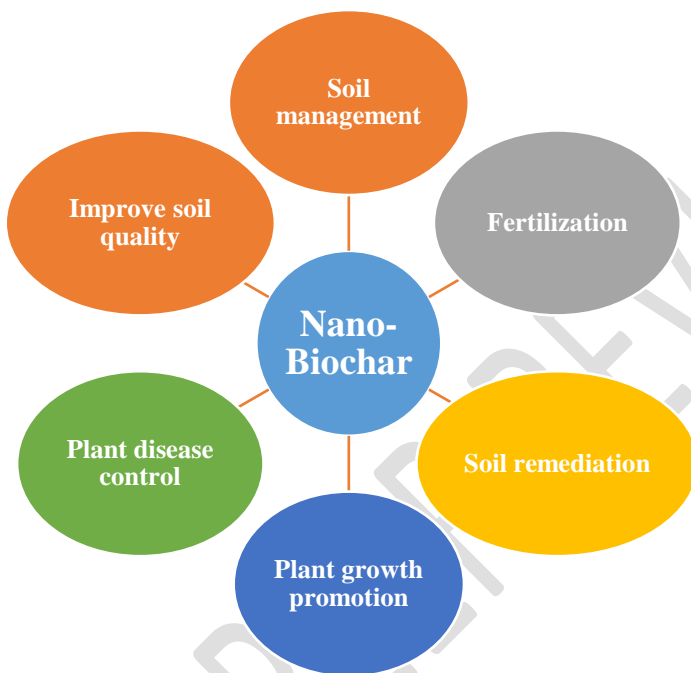 Soil
management
Improve soil
quality
Fertilization
Nano-
Biochar
Plant disease
control
Soil remediation
Plant growth
promotion